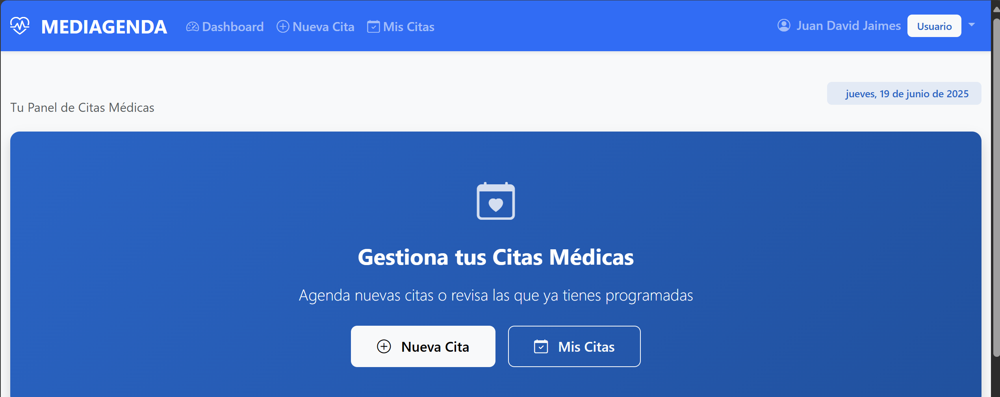 MEDIAGENDA Dashboard Nueva Cita Mis Citas Juan David Jaimes Usuario
jueves, 19 de junio de 2025
Tu Panel de Citas Médicas
Gestiona tus Citas Médicas
Agenda nuevas citas o revisa las que ya tienes programadas
Nueva Cita Mis Citas